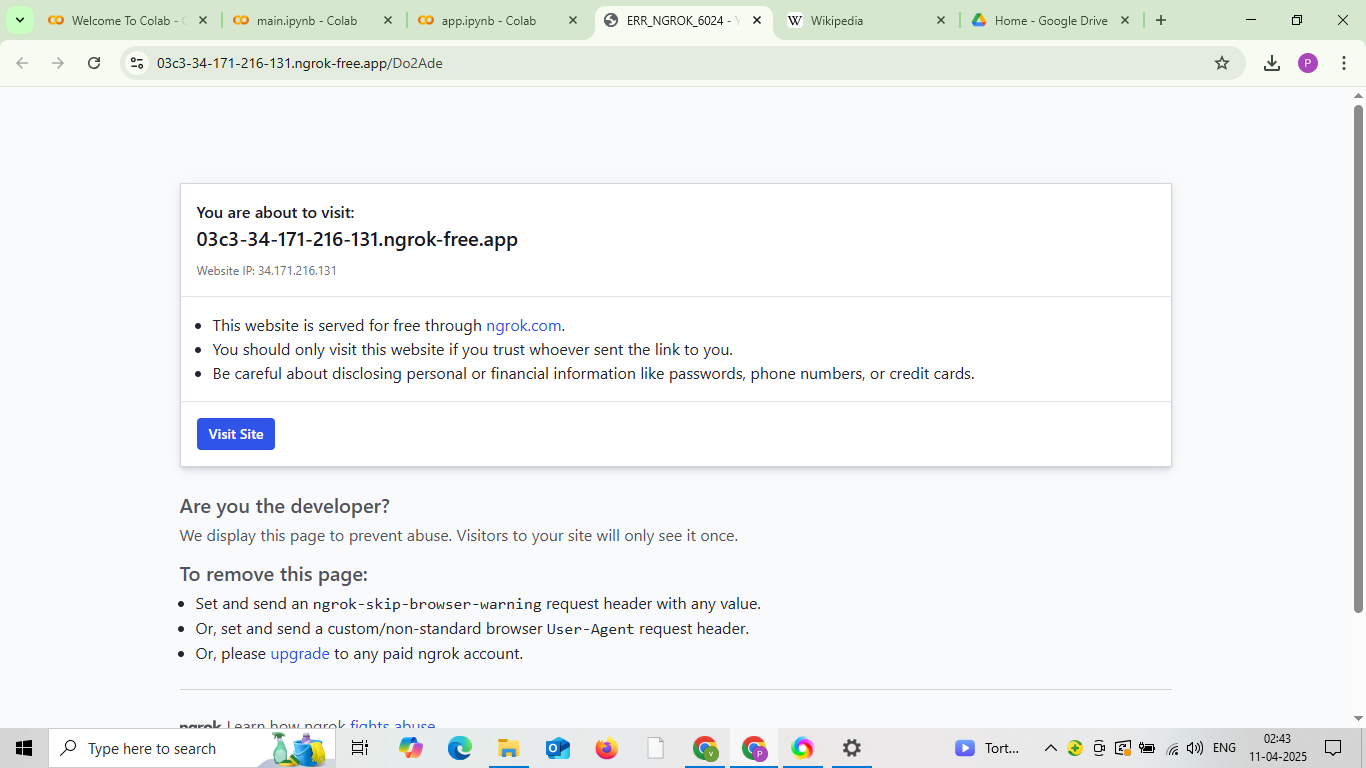 Welcome To Colab - C
main.ipynb - Colab
app.ipynb - Colab
ERR_NGROK_6024 - Y
W Wikipedia
Home - Google Drive
03c3-34-171-216-131.ngrok-free.app/Do2Ade
P
You are about to visit:
03c3-34-171-216-131.ngrok-free.app
Website IP: 34.171.216.131
• This website is served for free through ngrok.com.
• You should only visit this website if you trust whoever sent the link to you.
• Be careful about disclosing personal or financial information like passwords, phone numbers, or credit cards.
Visit Site
Are you the developer?
We display this page to prevent abuse. Visitors to your site will only see it once.
To remove this page:
• Set and send an ngrok-skip-browser-warning request header with any value.
• Or, set and send a custom/non-standard browser User-Agent request header.
• Or, please upgrade to any paid ngrok account.
ngrok Learn how ngrok fights abuse
Type here to search
V
P
Tort...
ENG
02:43
11-04-2025